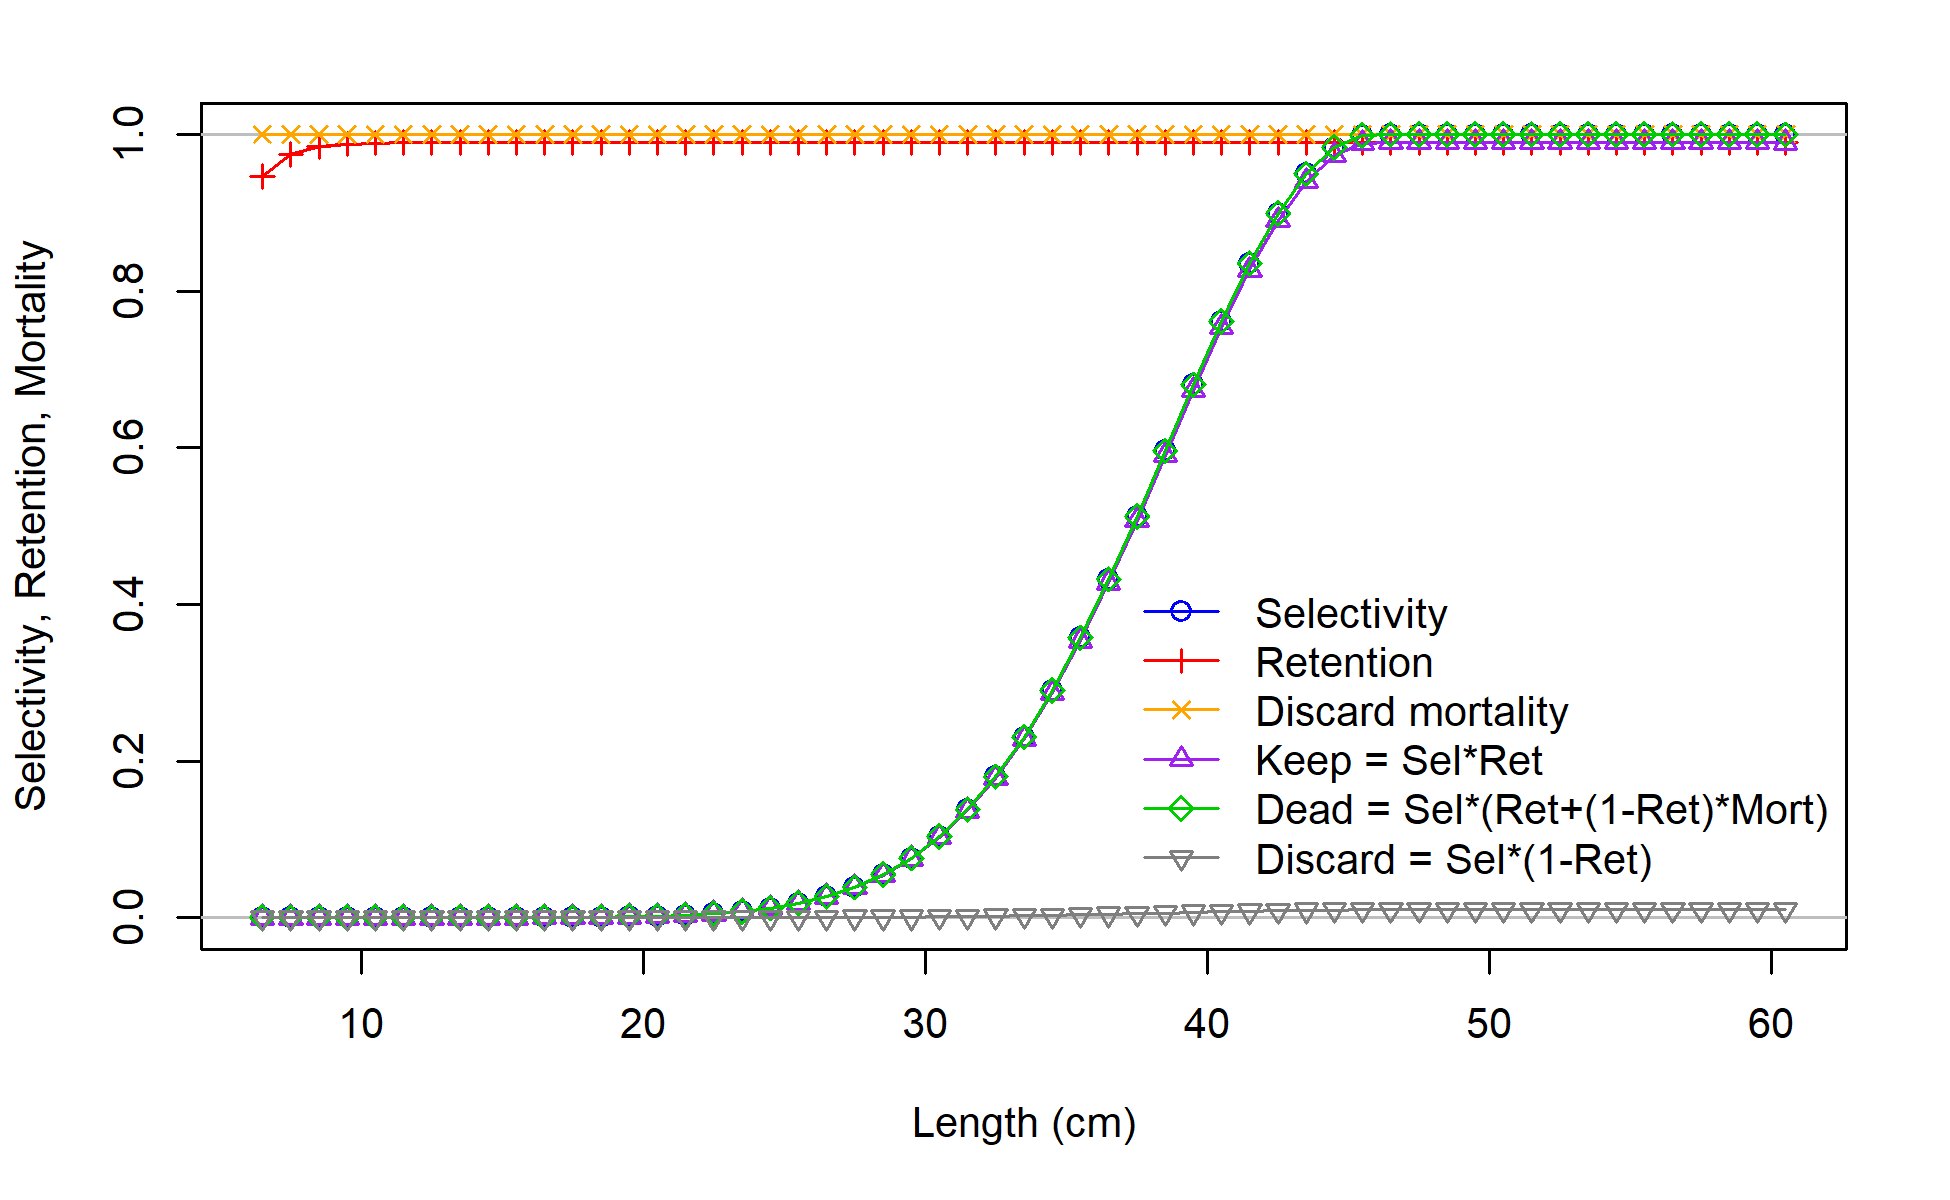 Selectivity, Retention, Mortality
1.0
0.8
0.6
0.4
0.2
0.0
Selectivity
Retention
Discard mortality
Keep = Sel*Ret
Dead = Sel*(Ret+(1-Ret)*Mort)
Discard = Sel*(1-Ret)
10 20 30 40 50 60
Length (cm)